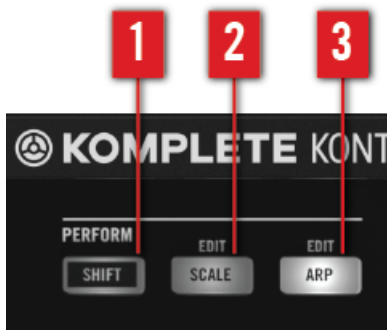 1 2 3
KOMPLETE KONT
PERFORM
EDIT EDIT
SHIFT SCALE ARP